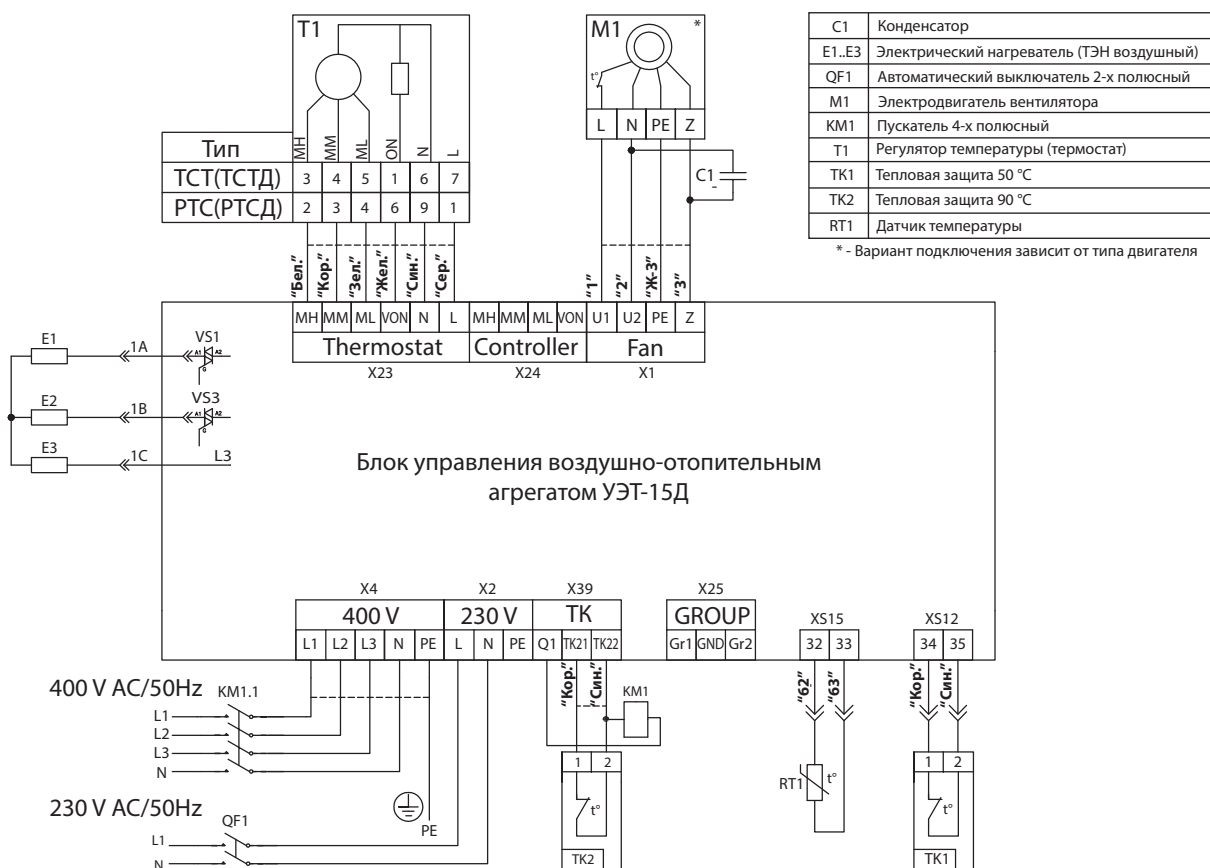 T1
M1
*
t°
C1 Конденсатор
E1..E3 Электрический нагреватель (ТЭН воздушный)
QF1 Автоматический выключатель 2-х полюсный
M1 Электродвигатель вентилятора
KM1 Пускатель 4-х полюсный
T1 Регулятор температуры (термостат)
TK1 Тепловая защита 50 °C
TK2 Тепловая защита 90 °C
RT1 Датчик температуры
* - Вариант подключения зависит от типа двигателя
MH MM ML ON N L
L N PE Z
C1
Тип
ТСТ(ТСТД) 3 4 5 1 6 7
РТС(РТСД) 2 3 4 6 9 1
"Бел." "Кор." "Зел." "Жел." "Син." "Сер."
"1" "2" "Ж-З" "3"
MH MM ML VON N L MH MM ML VON U1 U2 PE Z
Thermostat Controller Fan
X23 X24 X1
E1 1A VS1
A1 A2
G
E2 1B VS3
A1 A2
G
E3 1C L3
Блок управления воздушно-отопительным
агрегатом УЭТ-15Д
X4 X2 X39 X25 XS15 XS12
400 V 230 V ТК GROUP
L1 L2 L3 N PE L N PE Q1 TK21 TK22 Gr1 GND Gr2 32 33 34 35
"Кор." "Син." "62" "63" "Кор." "Син."
400 V AC/50Hz KM1.1
KM1
L1
L2
L3
N
1 2
t°
TK2
RT1 t°
1 2
t°
TK1
230 V AC/50Hz
QF1
PE
L1
N